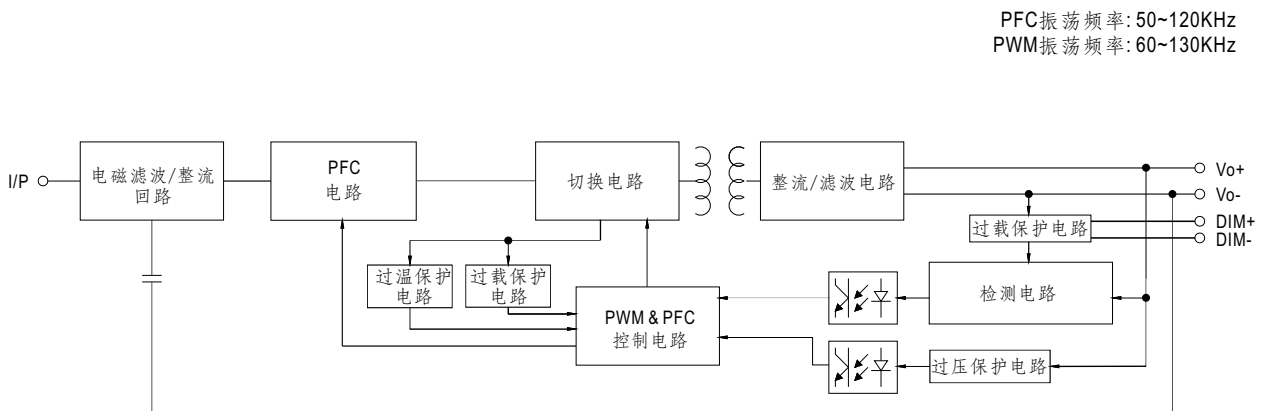 PFC振荡频率: 50~120KHz
PWM振荡频率: 60~130KHz
I/P
电磁滤波/整流
回路
PFC
电路
切换电路
整流/滤波电路
Vo+
Vo-
DIM+
DIM-
过载保护电路
过温保护
电路
过载保护
电路
PWM & PFC
控制电路
检测电路
过压保护电路